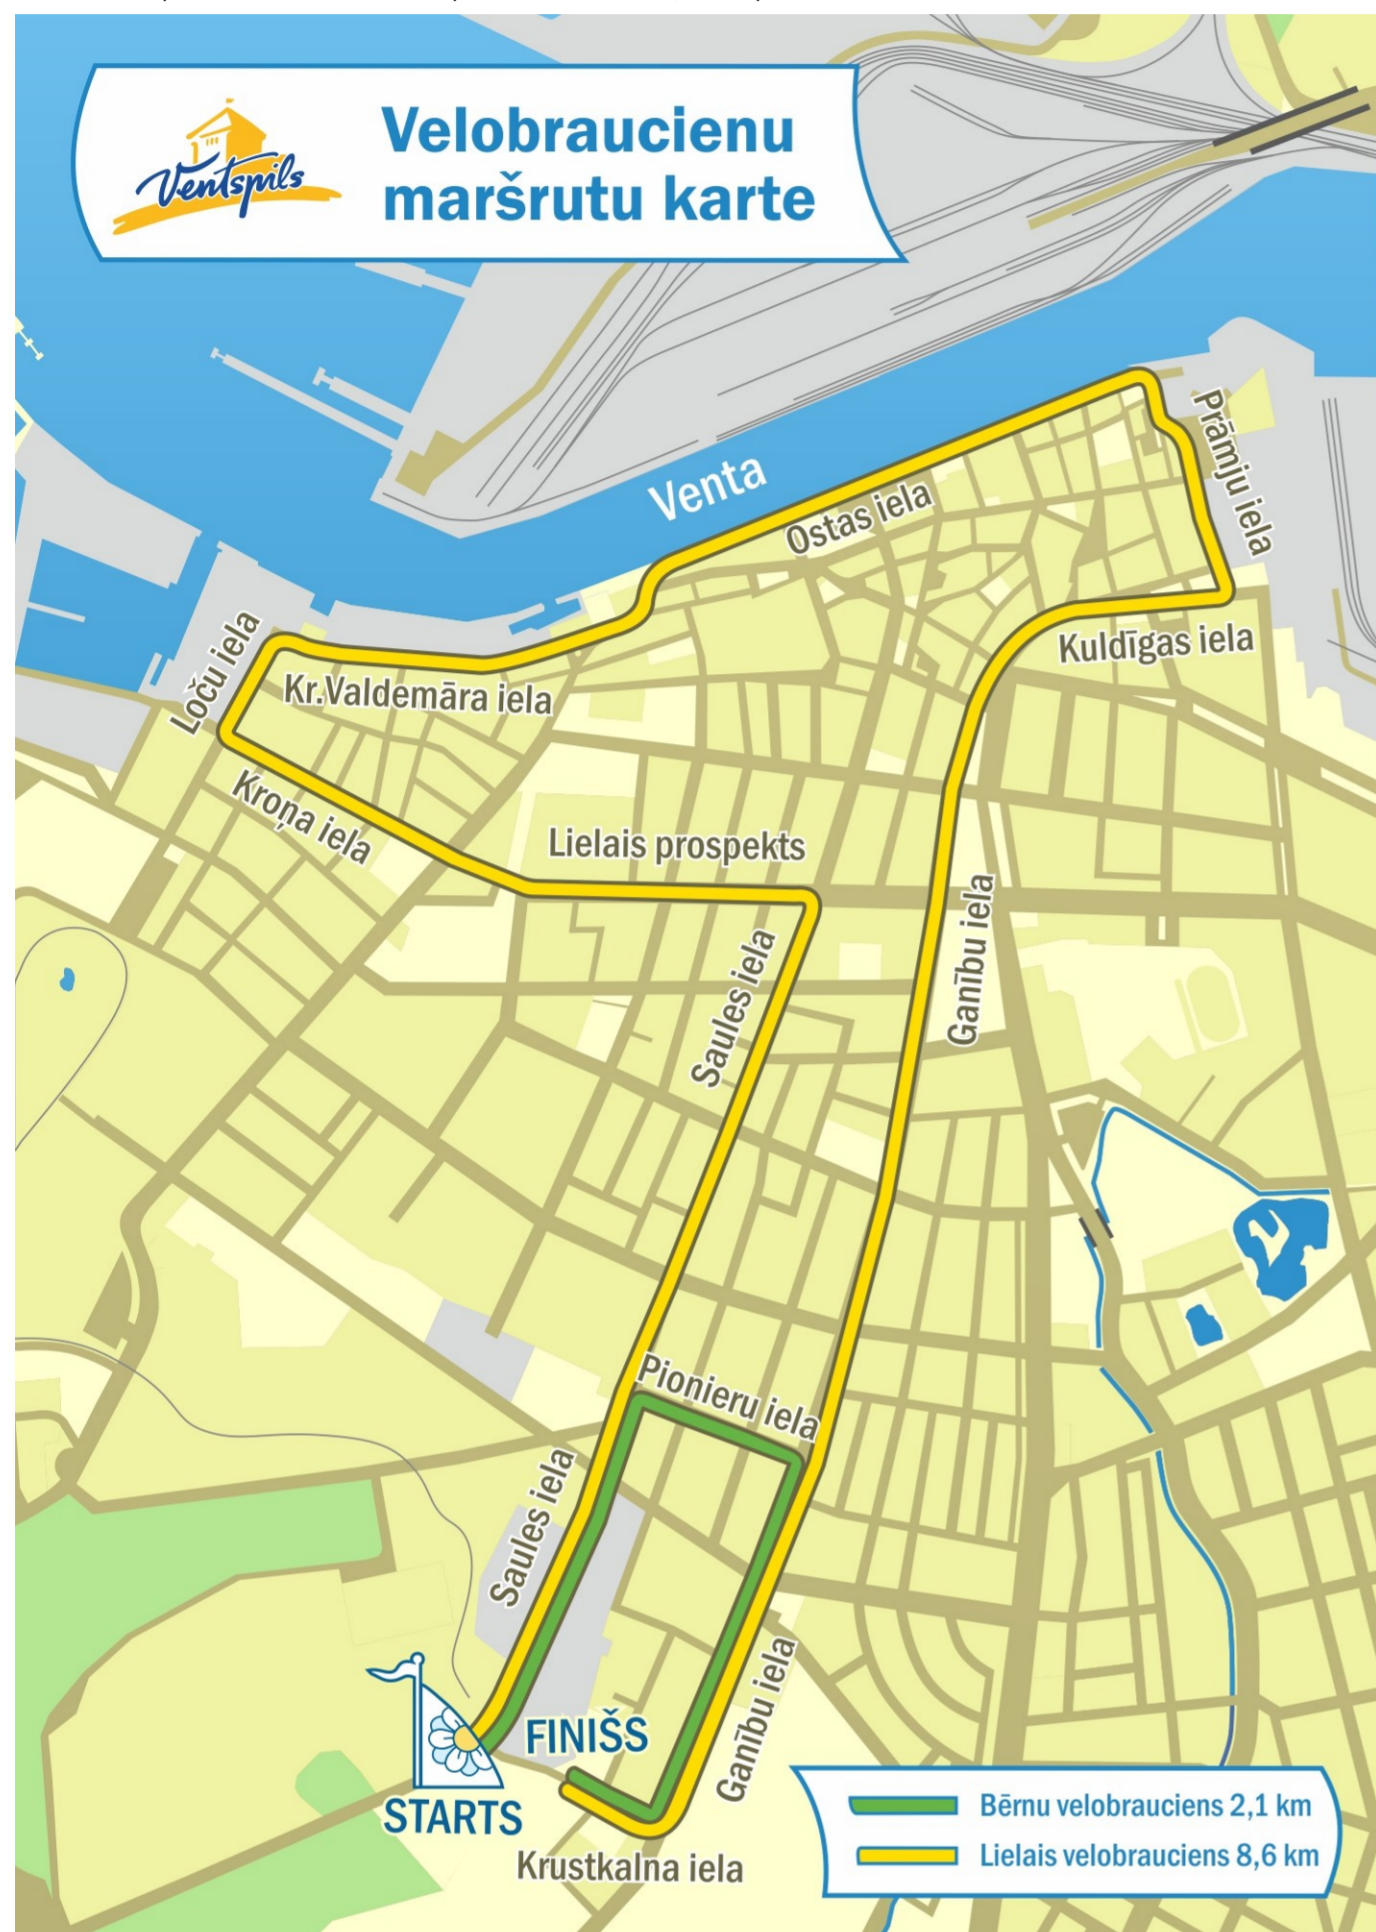 Ventspils
Velobraucienu
maršrutu karte
Prāmju iela
Venta
Ostas iela
Loču iela
Kuldīgas iela
Kr.Valdemāra iela
Kroņa iela
Lielais prospekts
Ganību iela
Saules iela
Pionieru iela
Saules iela
Ganību iela
FINIŠS
STARTS
Krustkalna iela
Bērnu velobrauciens 2,1 km
Lielais velobrauciens 8,6 km